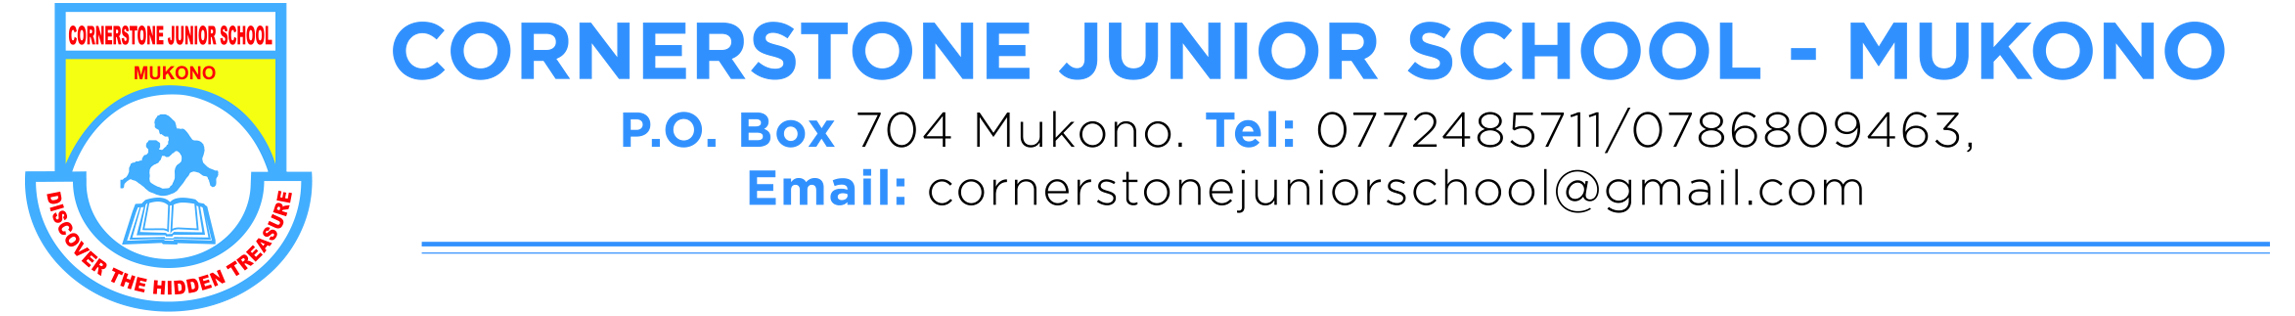 CORNERSTONE JUNIOR SCHOOL
MUKONO
DISCOVER THE HIDDEN TREASURE
CORNERSTONE JUNIOR SCHOOL - MUKONO
P.O. Box 704 Mukono. Tel: 0772485711/0786809463,
Email: cornerstonejuniorschool@gmail.com